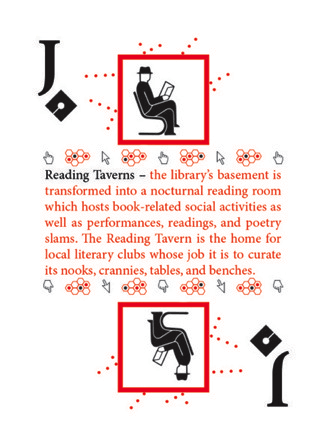 J
Reading Taverns – the library's basement is
transformed into a nocturnal reading room
which hosts book-related social activities as
well as performances, readings, and poetry
slams. The Reading Tavern is the home for
local literary clubs whose job it is to curate
its nooks, crannies, tables, and benches.
J